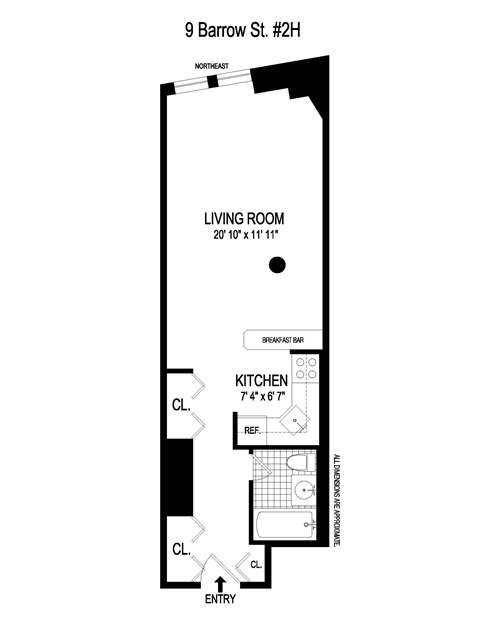 9 Barrow St. #2H
NORTHEAST
LIVING ROOM
20' 10" x 11' 11"
BREAKFAST BAR
KITCHEN
7' 4" x 6' 7"
CL.
REF.
ALL DIMENSIONS ARE APPROXIMATE.
CL.
CL.
ENTRY